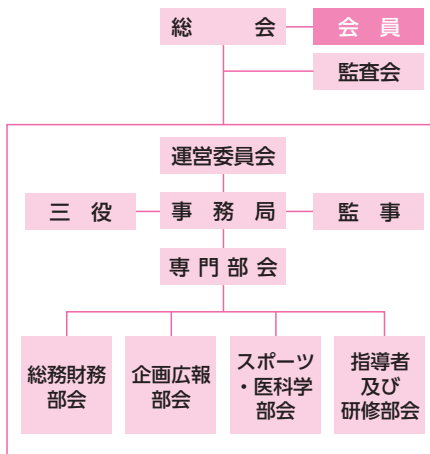 総　会
会　員
監査会
運営委員会
三　役
事　務　局
監　事
専 門 部 会
総務財務
部会
企画広報
部会
スポーツ
・医科学
部会
指導者
及び
研修部会